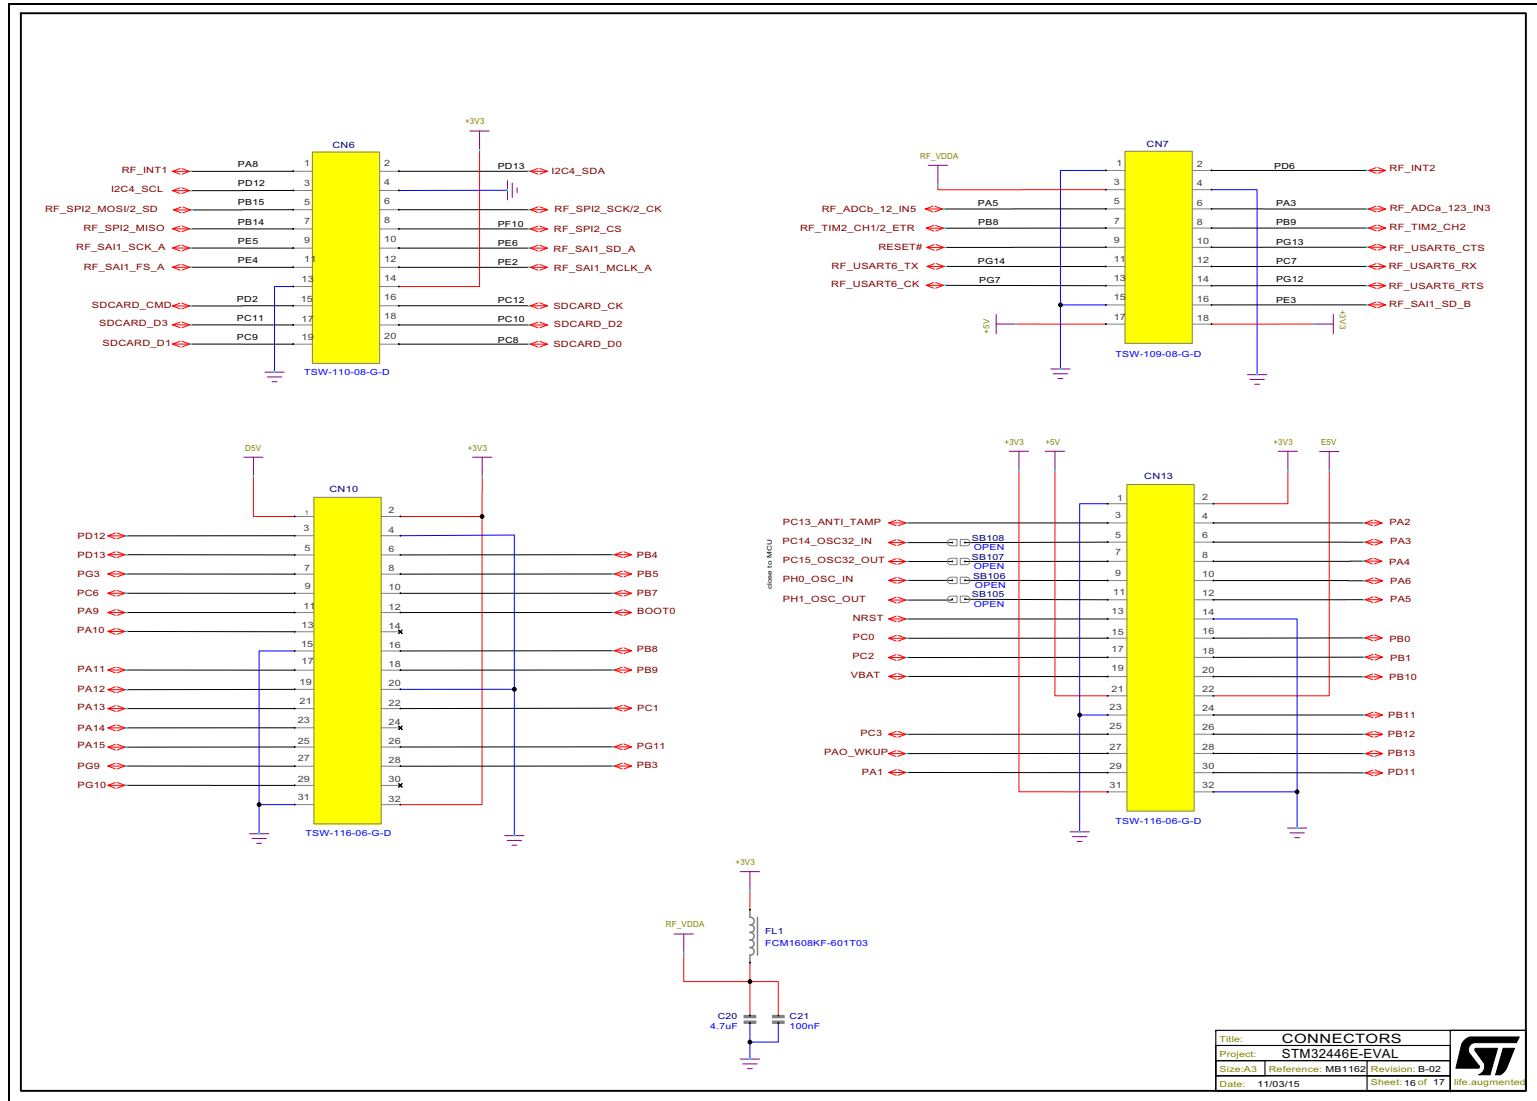 +3V3
CN6
RF_INT1 PA8 1 2 PD13 I2C4_SDA
I2C4_SCL PD12 3 4
RF_SPI2_MOSI/2_SD PB15 5 6 RF_SPI2_SCK/2_CK
RF_SPI2_MISO PB14 7 8 PF10 RF_SPI2_CS
RF_SAI1_SCK_A PE5 9 10 PE6 RF_SAI1_SD_A
RF_SAI1_FS_A PE4 11 12 PE2 RF_SAI1_MCLK_A
13 14
SDCARD_CMD PD2 15 16 PC12 SDCARD_CK
SDCARD_D3 PC11 17 18 PC10 SDCARD_D2
SDCARD_D1 PC9 19 20 PC8 SDCARD_D0
TSW-110-08-G-D
CN7
RF_VDDA
1 2 PD6 RF_INT2
3 4
RF_ADCb_12_IN5 PA5 5 6 PA3 RF_ADCa_123_IN3
RF_TIM2_CH1/2_ETR PB8 7 8 PB9 RF_TIM2_CH2
RESET# 9 10 PG13 RF_USART6_CTS
RF_USART6_TX PG14 11 12 PC7 RF_USART6_RX
RF_USART6_CK PG7 13 14 PG12 RF_USART6_RTS
15 16 PE3 RF_SAI1_SD_B
+5V 17 18 +3V3
TSW-109-08-G-D
D5V +3V3
CN10
1 2
PD12 3 4
PD13 5 6 PB4
PG3 7 8 PB5
PC6 9 10 PB7
PA9 11 12 BOOT0
PA10 13 14
15 16 PB8
PA11 17 18 PB9
PA12 19 20
PA13 21 22 PC1
PA14 23 24
PA15 25 26 PG11
PG9 27 28 PB3
PG10 29 30
31 32
TSW-116-06-G-D
+3V3 +5V +3V3 E5V
CN13
1 2
PC13_ANTI_TAMP 3 4 PA2
PC14_OSC32_IN SB108 5 6 PA3
OPEN
PC15_OSC32_OUT SB107 7 8 PA4
OPEN
PH0_OSC_IN SB106 9 10 PA6
OPEN
PH1_OSC_OUT SB105 11 12 PA5
OPEN
close to MCU
NRST 13 14
PC0 15 16 PB0
PC2 17 18 PB1
VBAT 19 20 PB10
21 22
23 24 PB11
PC3 25 26 PB12
PAO_WKUP 27 28 PB13
PA1 29 30 PD11
31 32
TSW-116-06-G-D
+3V3
RF_VDDA
FL1
FCM1608KF-601T03
C20 C21
4.7uF 100nF
Title: CONNECTORS
Project: STM32446E-EVAL
Size:A3 Reference: MB1162 Revision: B-02
Date: 11/03/15 Sheet: 16 of 17
ST
life.augmented